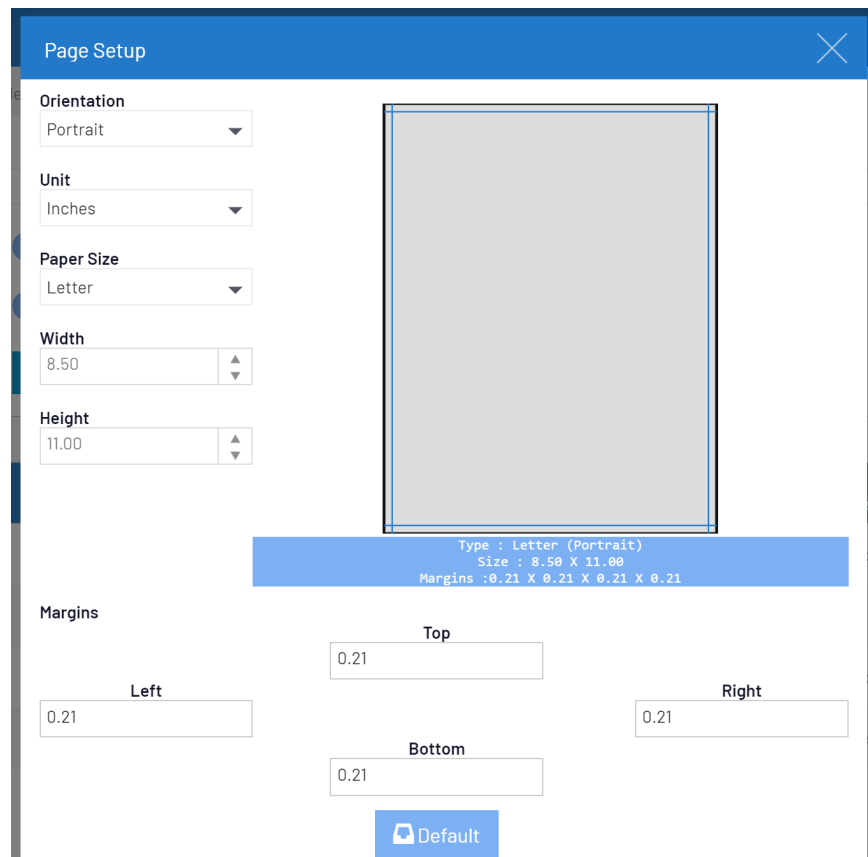 Page Setup
Orientation
Portrait
Unit
Inches
Paper Size
Letter
Width
8.50
Height
11.00
Type : Letter (Portrait)
Size : 8.50 X 11.00
Margins :0.21 X 0.21 X 0.21 X 0.21
Margins
Top
0.21
Left
Right
0.21
0.21
Bottom
0.21
Default